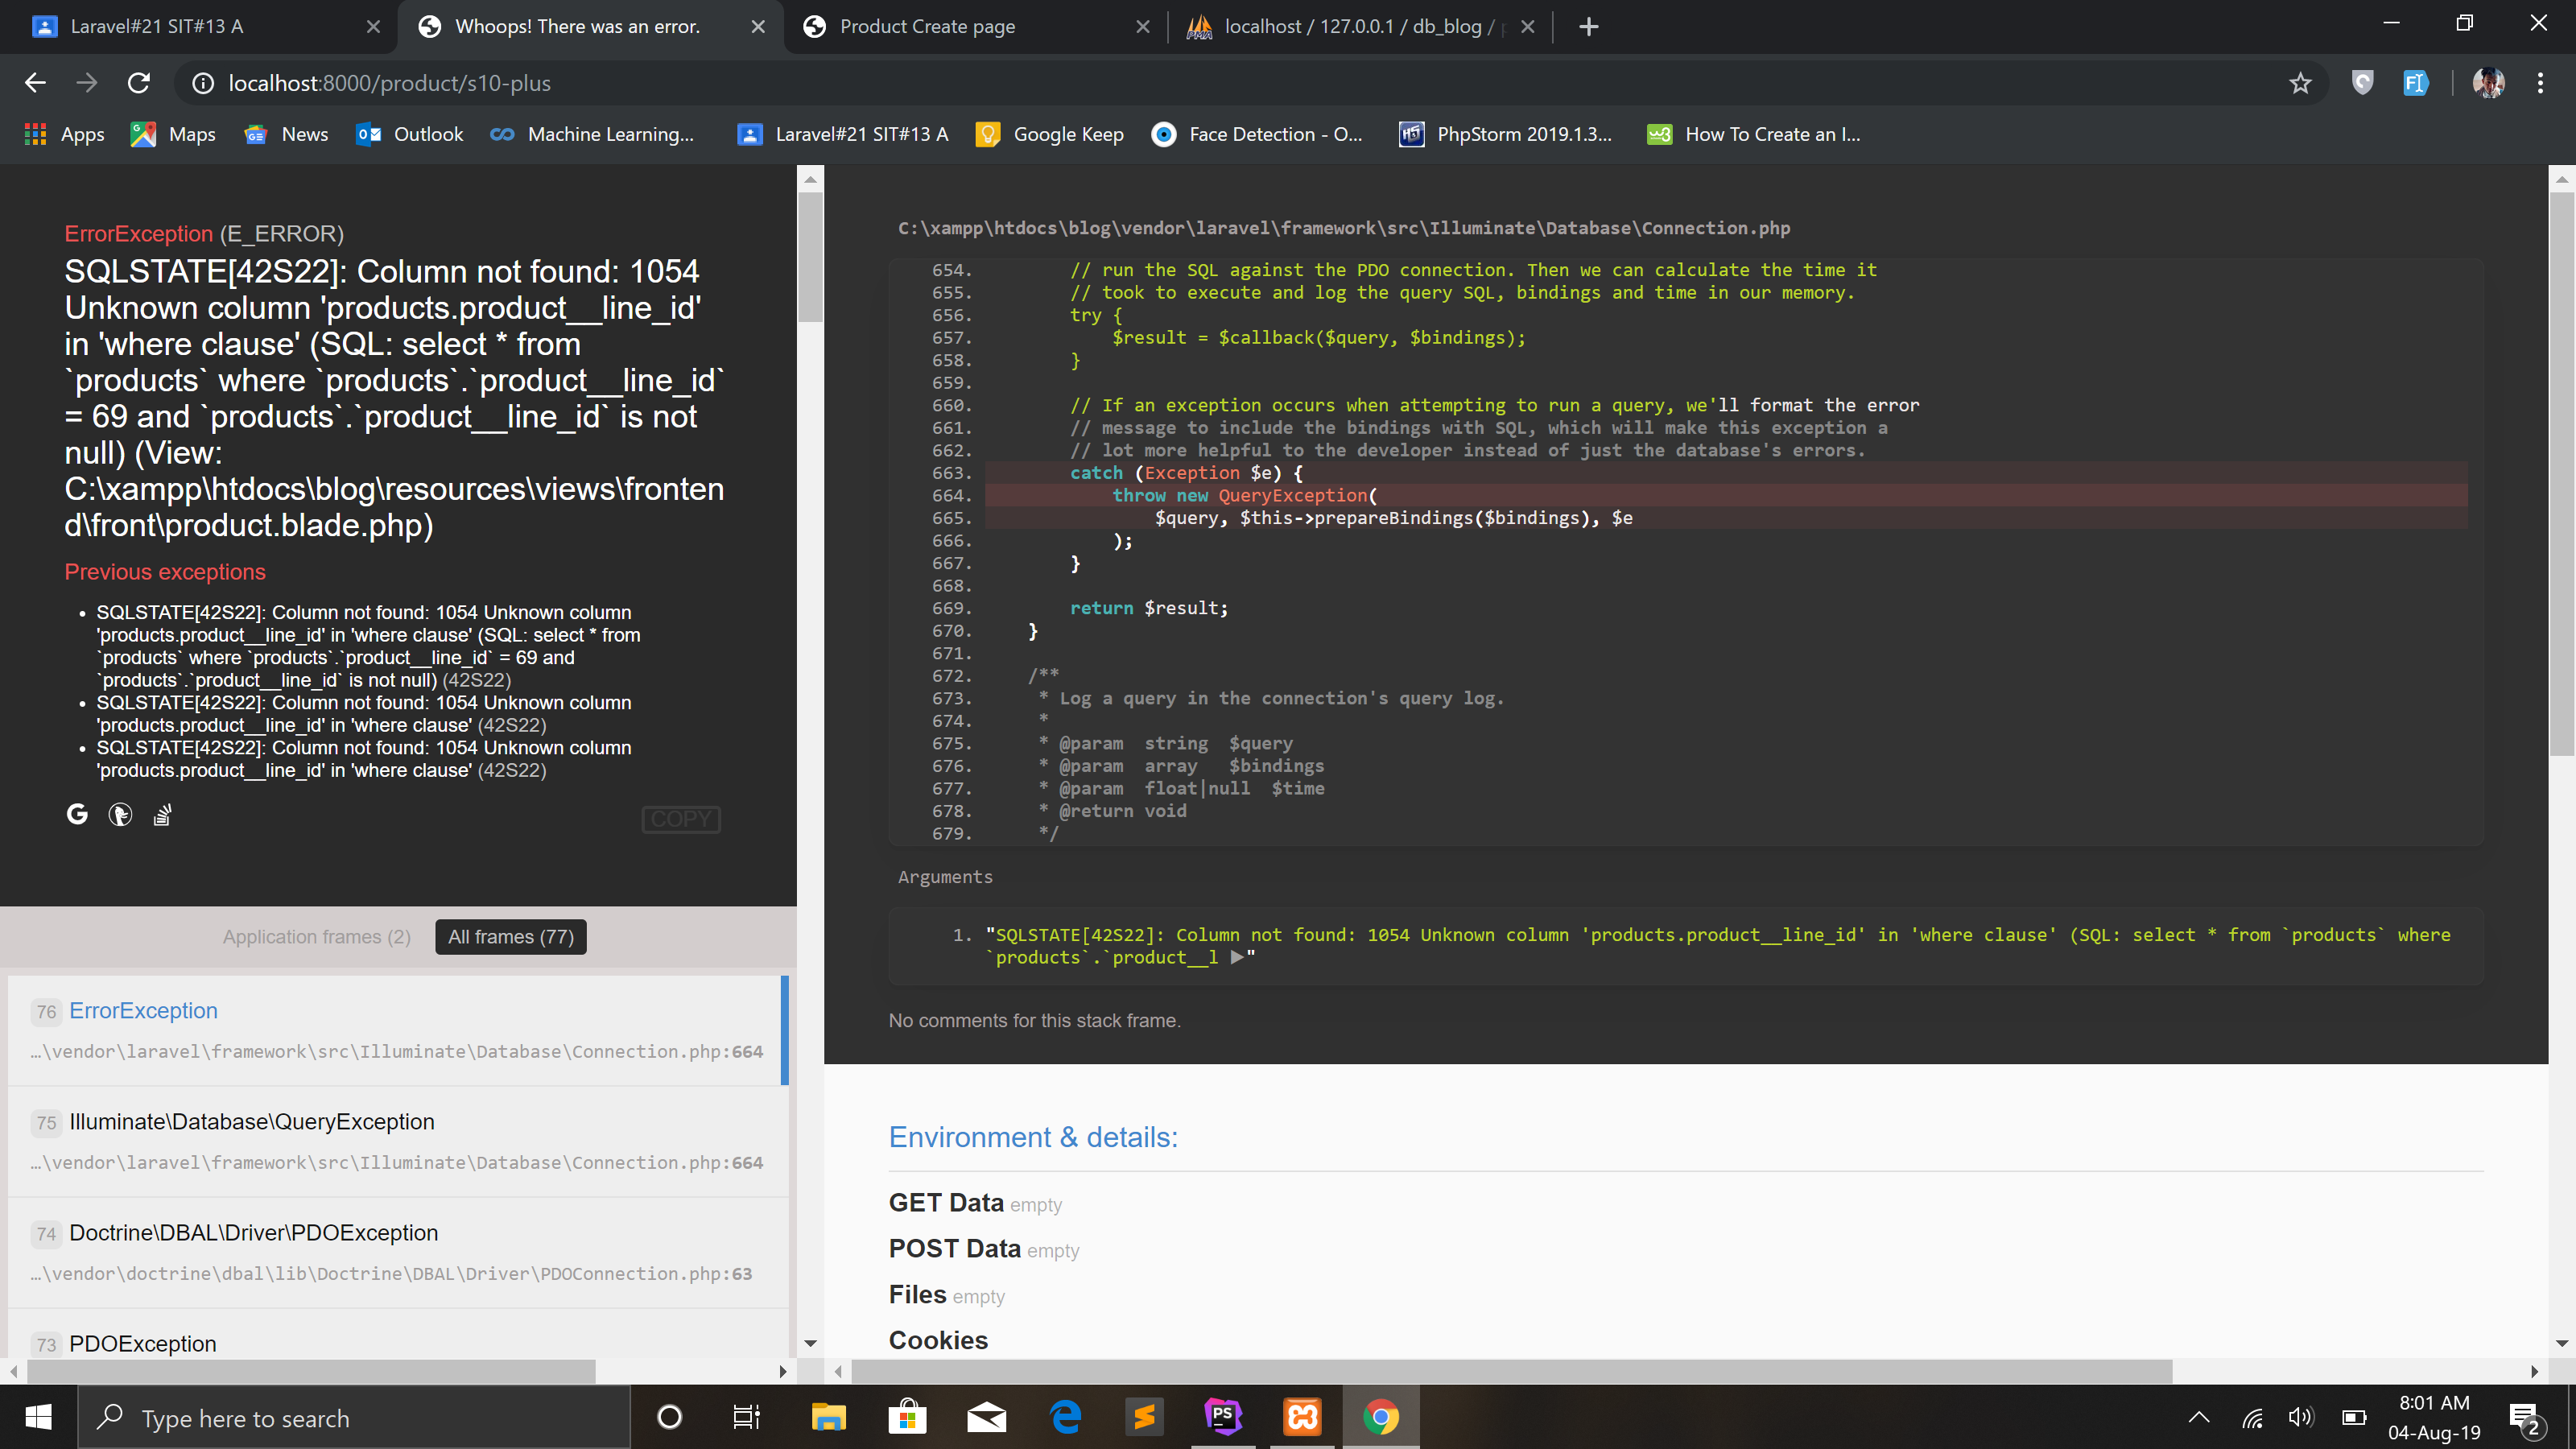 Laravel#21 SIT#13 A
Whoops! There was an error.
Product Create page
localhost / 127.0.0.1 / db_blog /
localhost:8000/product/s10-plus
Apps
Maps
News
Outlook
Machine Learning...
Laravel#21 SIT#13 A
Google Keep
Face Detection - O...
PhpStorm 2019.1.3...
How To Create an I...
ErrorException (E_ERROR)
SQLSTATE[42S22]: Column not found: 1054
Unknown column 'products.product__line_id'
in 'where clause' (SQL: select * from
`products` where `products`.`product__line_id`
= 69 and `products`.`product__line_id` is not
null) (View:
C:\xampp\htdocs\blog\resources\views\fronten
d\front\product.blade.php)
Previous exceptions
• SQLSTATE[42S22]: Column not found: 1054 Unknown column
'products.product__line_id' in 'where clause' (SQL: select * from
`products` where `products`.`product__line_id` = 69 and
`products`.`product__line_id` is not null) (42S22)
• SQLSTATE[42S22]: Column not found: 1054 Unknown column
'products.product__line_id' in 'where clause' (42S22)
• SQLSTATE[42S22]: Column not found: 1054 Unknown column
'products.product__line_id' in 'where clause' (42S22)
COPY
Application frames (2)
All frames (77)
76 ErrorException
…\vendor\laravel\framework\src\Illuminate\Database\Connection.php:664
75 Illuminate\Database\QueryException
…\vendor\laravel\framework\src\Illuminate\Database\Connection.php:664
74 Doctrine\DBAL\Driver\PDOException
…\vendor\doctrine\dbal\lib\Doctrine\DBAL\Driver\PDOConnection.php:63
73 PDOException
C:\xampp\htdocs\blog\vendor\laravel\framework\src\Illuminate\Database\Connection.php
654. // run the SQL against the PDO connection. Then we can calculate the time it
655. // took to execute and log the query SQL, bindings and time in our memory.
656. try {
657. $result = $callback($query, $bindings);
658. }
659.
660. // If an exception occurs when attempting to run a query, we'll format the error
661. // message to include the bindings with SQL, which will make this exception a
662. // lot more helpful to the developer instead of just the database's errors.
663. catch (Exception $e) {
664. throw new QueryException(
665. $query, $this->prepareBindings($bindings), $e
666. );
667. }
668.
669. return $result;
670. }
671.
672. /**
673. * Log a query in the connection's query log.
674. *
675. * @param string $query
676. * @param array $bindings
677. * @param float|null $time
678. * @return void
679. */
Arguments
1. "SQLSTATE[42S22]: Column not found: 1054 Unknown column 'products.product__line_id' in 'where clause' (SQL: select * from `products` where
`products`.`product__l ▶"
No comments for this stack frame.
Environment & details:
GET Data empty
POST Data empty
Files empty
Cookies
Type here to search
8:01 AM
04-Aug-19
2